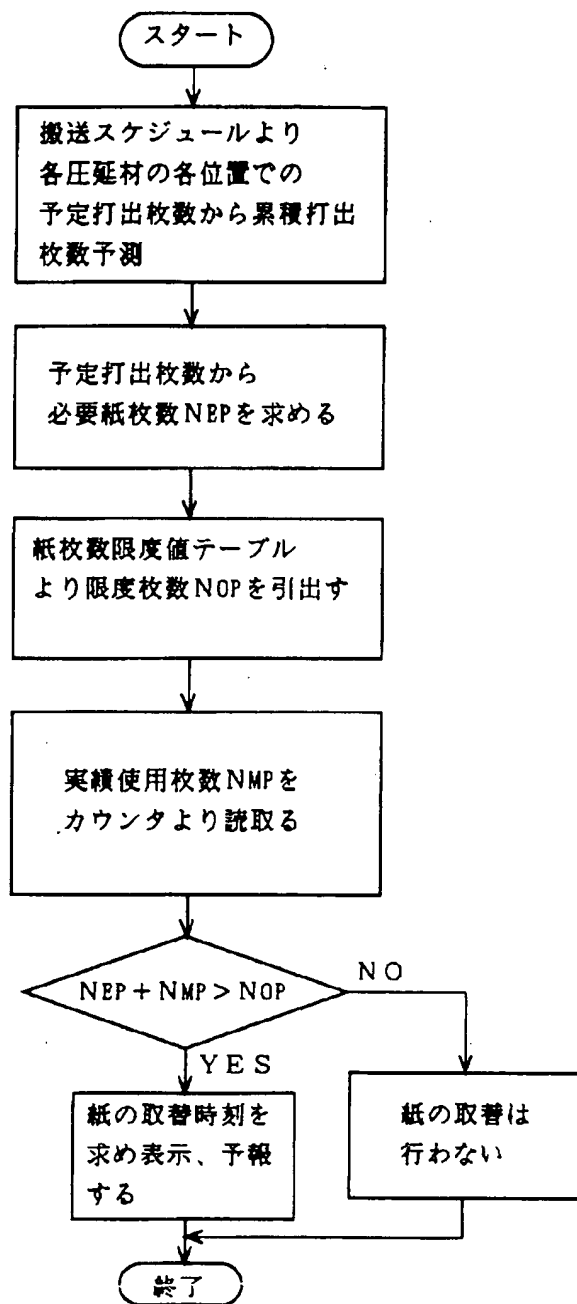 スタート
搬送スケジュールより
各圧延材の各位置での
予定打出枚数から累積打出
枚数予測
予定打出枚数から
必要紙枚数NEPを求める
紙枚数限度値テーブル
より限度枚数NOPを引出す
実績使用枚数NMPを
カウンタより読取る
NEP+NMP>NOP
NO
YES
紙の取替時刻を
求め表示、予報
する
紙の取替は
行わない
終了